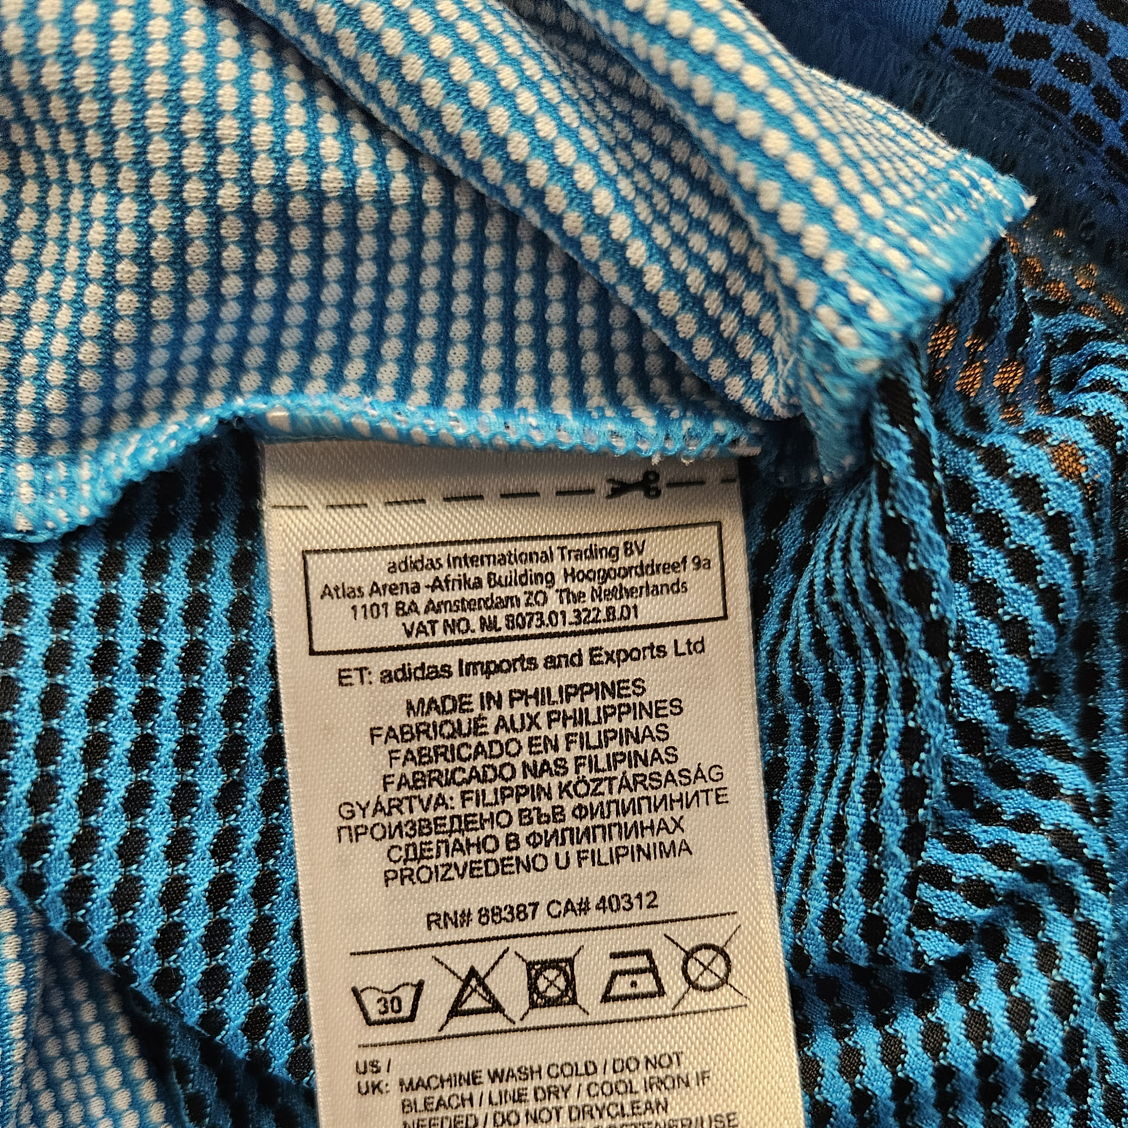 adidas International Trading BV
Atlas Arena -Afrika Building Hoogoorddreef 9a
1101 BA Amsterdam ZO The Netherlands
VAT NO. NL 8073.01.322.B.01
ET: adidas Imports and Exports Ltd
MADE IN PHILIPPINES
FABRIQUÉ AUX PHILIPPINES
FABRICADO EN FILIPINAS
FABRICADO NAS FILIPINAS
GYÁRTVA: FILIPPIN KÖZTÁRSASÁG
ПРОИЗВЕДЕНО ВЪВ ФИЛИПИНИТЕ
СДЕЛАНО В ФИЛИППИНАХ
PROIZVEDENO U FILIPINIMA
RN# 88387 CA# 40312
30
US /
UK: MACHINE WASH COLD / DO NOT
BLEACH / LINE DRY / COOL IRON IF
NEEDED / DO NOT DRYCLEAN
SOFTENER/USE